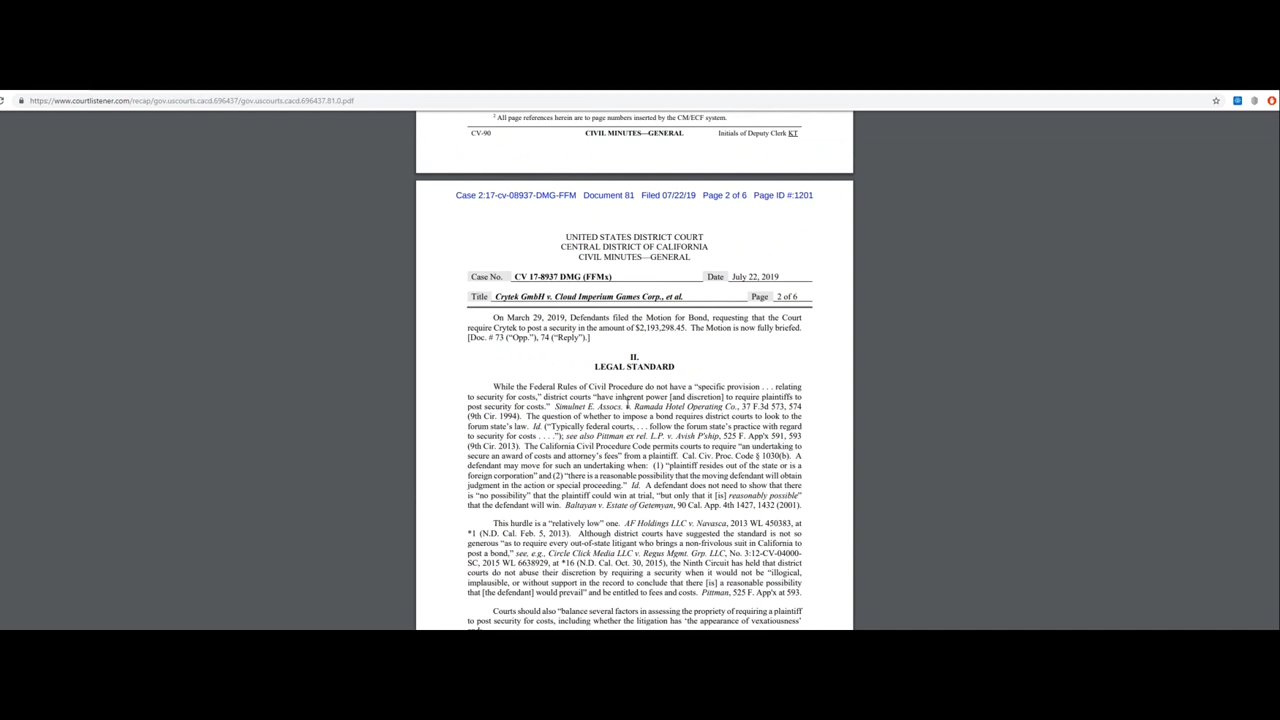 https://www.courtlistener.com/recap/gov.uscourts.cacd.696437/gov.uscourts.cacd.696437.81.0.pdf
2 All page references herein are to page numbers inserted by the CM/ECF system.
CV-90 CIVIL MINUTES—GENERAL Initials of Deputy Clerk KT
Case 2:17-cv-08937-DMG-FFM Document 81 Filed 07/22/19 Page 2 of 6 Page ID #:1201
UNITED STATES DISTRICT COURT
CENTRAL DISTRICT OF CALIFORNIA
CIVIL MINUTES—GENERAL
Case No. CV 17-8937 DMG (FFMx) Date July 22, 2019
Title Crytek GmbH v. Cloud Imperium Games Corp., et al. Page 2 of 6
On March 29, 2019, Defendants filed the Motion for Bond, requesting that the Court
require Crytek to post a security in the amount of $2,193,298.45. The Motion is now fully briefed.
[Doc. # 73 (“Opp.”), 74 (“Reply”).]
II.
LEGAL STANDARD
While the Federal Rules of Civil Procedure do not have a “specific provision . . . relating
to security for costs,” district courts “have inherent power [and discretion] to require plaintiffs to
post security for costs.” Simulnet E. Assocs. v. Ramada Hotel Operating Co., 37 F.3d 573, 574
(9th Cir. 1994). The question of whether to impose a bond requires district courts to look to the
forum state’s law. Id. (“Typically federal courts, . . . follow the forum state’s practice with regard
to security for costs . . . .”); see also Pittman ex rel. L.P. v. Avish P'ship, 525 F. App'x 591, 593
(9th Cir. 2013). The California Civil Procedure Code permits courts to require “an undertaking to
secure an award of costs and attorney’s fees” from a plaintiff. Cal. Civ. Proc. Code § 1030(b). A
defendant may move for such an undertaking when: (1) “plaintiff resides out of the state or is a
foreign corporation” and (2) “there is a reasonable possibility that the moving defendant will obtain
judgment in the action or special proceeding.” Id. A defendant does not need to show that there
is “no possibility” that the plaintiff could win at trial, “but only that it [is] reasonably possible”
that the defendant will win. Baltayan v. Estate of Getemyan, 90 Cal. App. 4th 1427, 1432 (2001).
This hurdle is a “relatively low” one. AF Holdings LLC v. Navasca, 2013 WL 450383, at
*1 (N.D. Cal. Feb. 5, 2013). Although district courts have suggested the standard is not so
generous “as to require every out-of-state litigant who brings a non-frivolous suit in California to
post a bond,” see, e.g., Circle Click Media LLC v. Regus Mgmt. Grp. LLC, No. 3:12-CV-04000-
SC, 2015 WL 6638929, at *16 (N.D. Cal. Oct. 30, 2015), the Ninth Circuit has held that district
courts do not abuse their discretion by requiring a security when it would not be “illogical,
implausible, or without support in the record to conclude that there [is] a reasonable possibility
that [the defendant] would prevail” and be entitled to fees and costs. Pittman, 525 F. App'x at 593.
Courts should also “balance several factors in assessing the propriety of requiring a plaintiff
to post security for costs, including whether the litigation has ‘the appearance of vexatiousness’